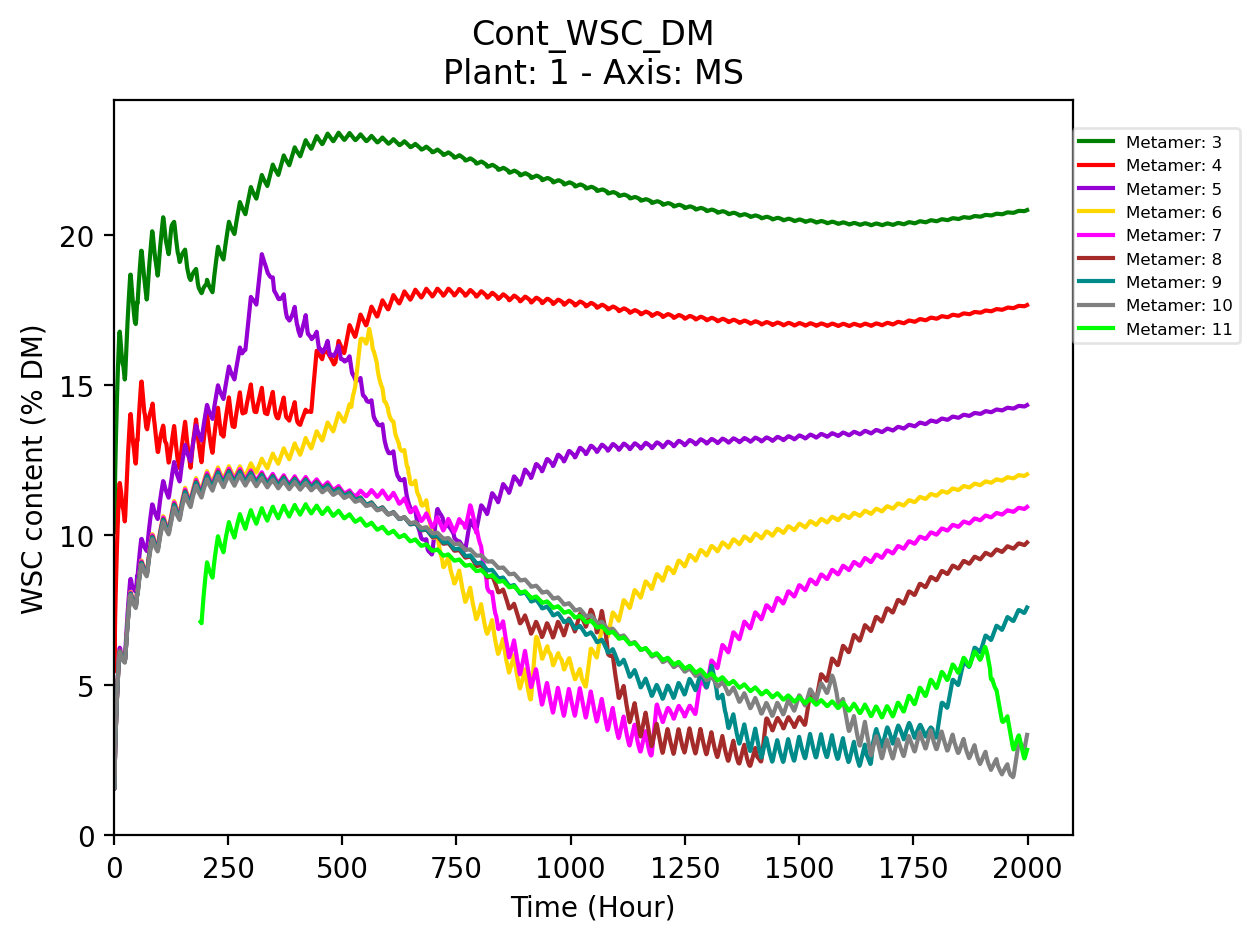 Cont_WSC_DM
Plant: 1 - Axis: MS
WSC content (% DM)
20
15
10
5
0
0 250 500 750 1000 1250 1500 1750 2000
Time (Hour)
Metamer: 3
Metamer: 4
Metamer: 5
Metamer: 6
Metamer: 7
Metamer: 8
Metamer: 9
Metamer: 10
Metamer: 11